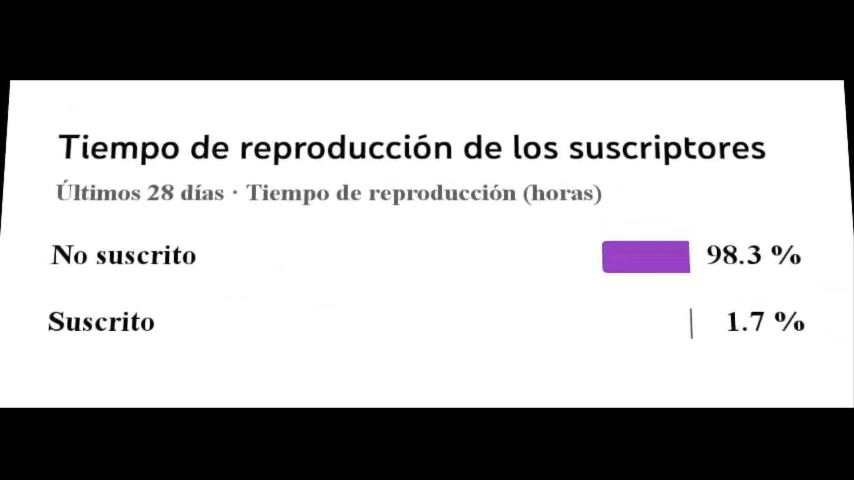 Tiempo de reproducción de los suscriptores
Últimos 28 días · Tiempo de reproducción (horas)
No suscrito 98.3 %
Suscrito 1.7 %